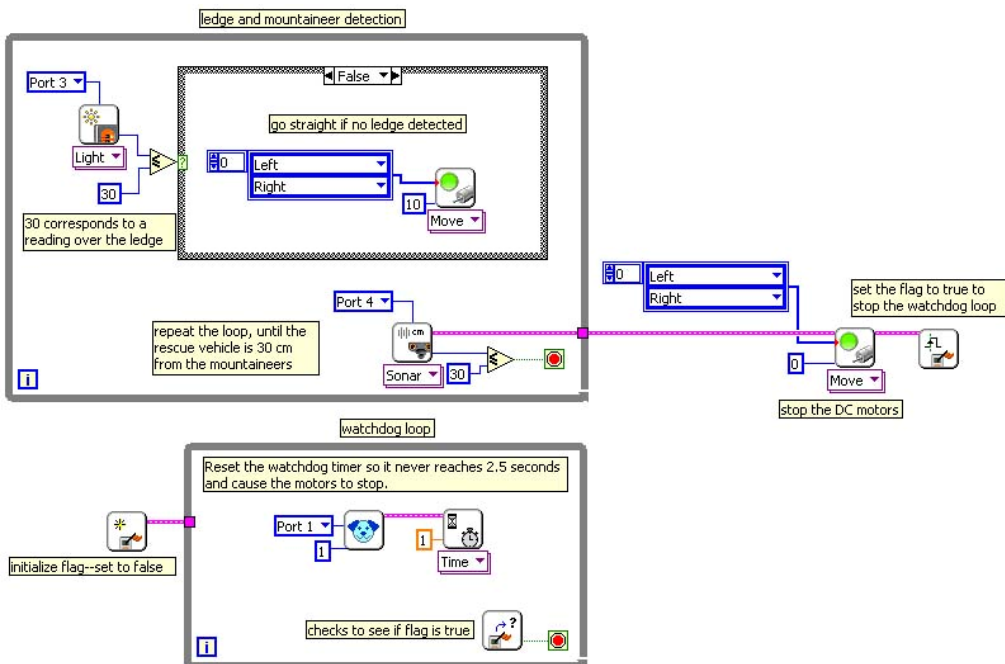 ledge and mountaineer detection
False
Port 3
go straight if no ledge detected
Light
0
Left
Right
30
10
Move
30 corresponds to a
reading over the ledge
Port 4
repeat the loop, until the
rescue vehicle is 30 cm
from the mountaineers
cm
Sonar
30
i
0
Left
Right
set the flag to true to
stop the watchdog loop
0
Move
stop the DC motors
watchdog loop
Reset the watchdog timer so it never reaches 2.5 seconds
and cause the motors to stop.
Port 1
1
1
Time
initialize flag--set to false
checks to see if flag is true
?
i